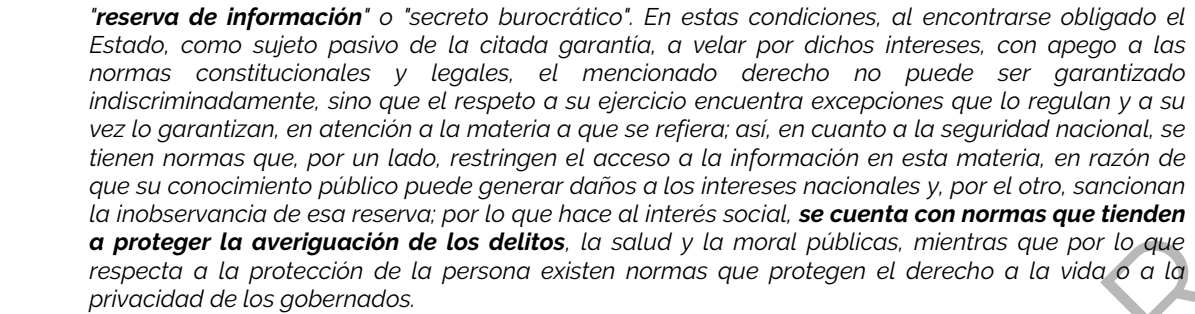 "reserva de información" o "secreto burocrático". En estas condiciones, al encontrarse obligado el
Estado, como sujeto pasivo de la citada garantía, a velar por dichos intereses, con apego a las
normas constitucionales y legales, el mencionado derecho no puede ser garantizado
indiscriminadamente, sino que el respeto a su ejercicio encuentra excepciones que lo regulan y a su
vez lo garantizan, en atención a la materia a que se refiera; así, en cuanto a la seguridad nacional, se
tienen normas que, por un lado, restringen el acceso a la información en esta materia, en razón de
que su conocimiento público puede generar daños a los intereses nacionales y, por el otro, sancionan
la inobservancia de esa reserva; por lo que hace al interés social, se cuenta con normas que tienden
a proteger la averiguación de los delitos, la salud y la moral públicas, mientras que por lo que
respecta a la protección de la persona existen normas que protegen el derecho a la vida o a la
privacidad de los gobernados.